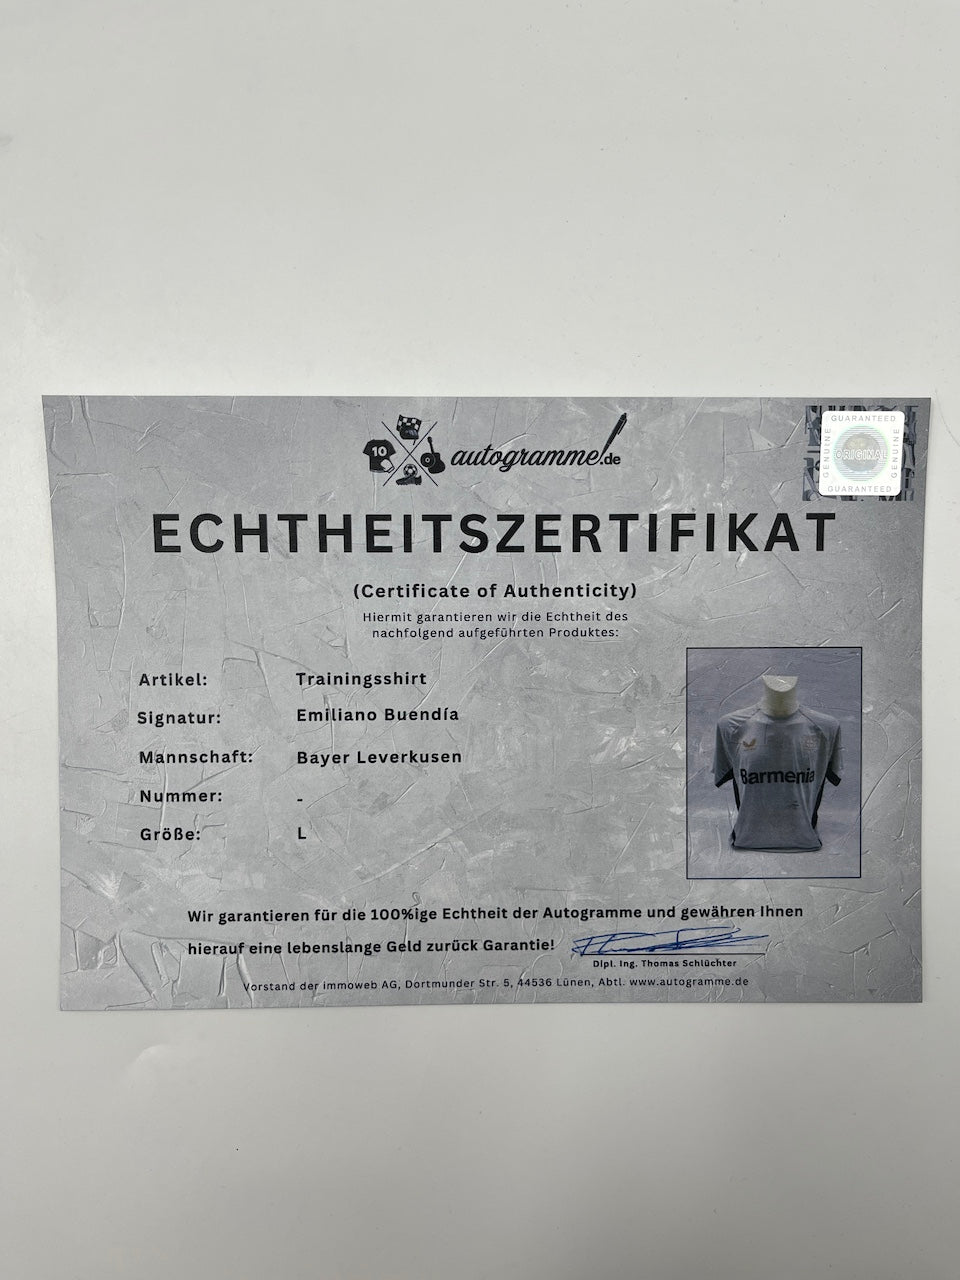 10
autogramme!.de
GUARANTEED
GENUINE
ORIGINAL
GENUINE
GUARANTEED
ECHTHEITSZERTIFIKAT
(Certificate of Authenticity)
Hiermit garantieren wir die Echtheit des
nachfolgend aufgeführten Produktes:
Artikel: Trainingsshirt
Signatur: Emiliano Buendía
Mannschaft: Bayer Leverkusen
Nummer: -
Größe: L
Barmenia
Wir garantieren für die 100%ige Echtheit der Autogramme und gewähren Ihnen
hierauf eine lebenslange Geld zurück Garantie!
Dipl. Ing. Thomas Schlüchter
Vorstand der immoweb AG, Dortmunder Str. 5, 44536 Lünen, Abtl. www.autogramme.de